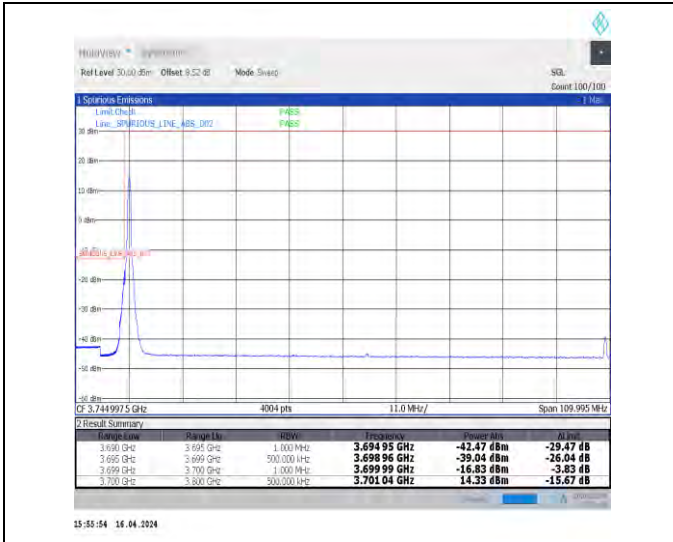 MultiView
Ref Level 30.00 dBm Offset 9.52 dB Mode Sweep SGL
Count 100/100
1 Spurious Emissions 1 Max
Limit Check PASS
Line _SPURIOUS_LINE_ABS_002 PASS
30 dBm
20 dBm
10 dBm
0 dBm
-20 dBm
-30 dBm
-40 dBm
-50 dBm
-60 dBm
CF 3.7449975 GHz 4004 pts 11.0 MHz/ Span 109.995 MHz
2 Result Summary
Range Low Range Up RBW Frequency Power Abs ΔLimit
3.690 GHz 3.695 GHz 1.000 MHz 3.694 95 GHz -42.47 dBm -29.47 dB
3.695 GHz 3.699 GHz 500.000 kHz 3.698 96 GHz -39.04 dBm -26.04 dB
3.699 GHz 3.700 GHz 1.000 MHz 3.699 99 GHz -16.83 dBm -3.83 dB
3.700 GHz 3.800 GHz 500.000 kHz 3.701 04 GHz 14.33 dBm -15.67 dB
15:55:54 16.04.2024